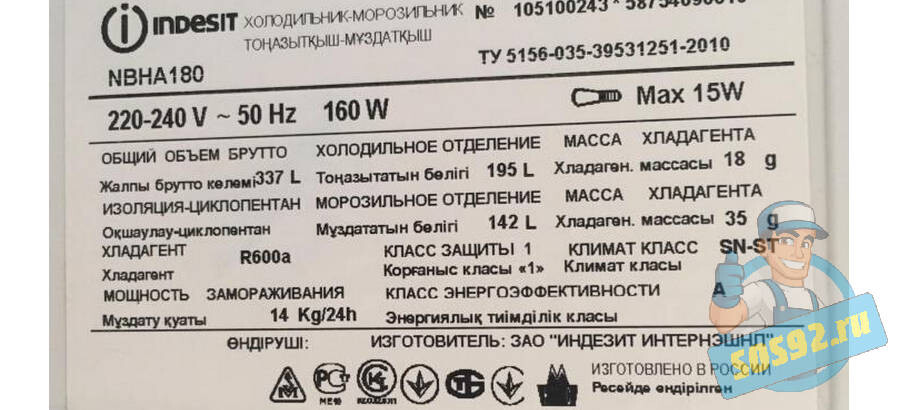 INDESIT ХОЛОДИЛЬНИК-МОРОЗИЛЬНИК № 105100243 *
ТОҢАЗЫТҚЫШ-МҰЗДАТҚЫШ
NBHA180 ТУ 5156-035-39531251-2010
220-240 V ~ 50 Hz 160 W Max 15W
ОБЩИЙ ОБЪЕМ БРУТТО ХОЛОДИЛЬНОЕ ОТДЕЛЕНИЕ МАССА ХЛАДАГЕНТА
Жалпы брутто көлемі 337 L Тоңазытатын бөлігі 195 L Хладаген. массасы 18 g
ИЗОЛЯЦИЯ-ЦИКЛОПЕНТАН МОРОЗИЛЬНОЕ ОТДЕЛЕНИЕ МАССА ХЛАДАГЕНТА
Оқшаулау-циклопентан Мұздататын бөлігі 142 L Хладаген. массасы 35 g
ХЛАДАГЕНТ R600a КЛАСС ЗАЩИТЫ 1 КЛИМАТ КЛАСС SN-ST
Хладагент Корғаныс класы «1» Климат класы
МОЩНОСТЬ ЗАМОРАЖИВАНИЯ КЛАСС ЭНЕРГОЭФФЕКТИВНОСТИ A
Мұздату қуаты 14 Kg/24h Энергиялық тиімділік класы
ӨНДІРУШІ: ИЗГОТОВИТЕЛЬ: ЗАО "ИНДЕЗИТ ИНТЕРНЭШНЛ"
ИЗГОТОВЛЕНО В РОССИИ
Ресейде өндірілген
sns92.ru